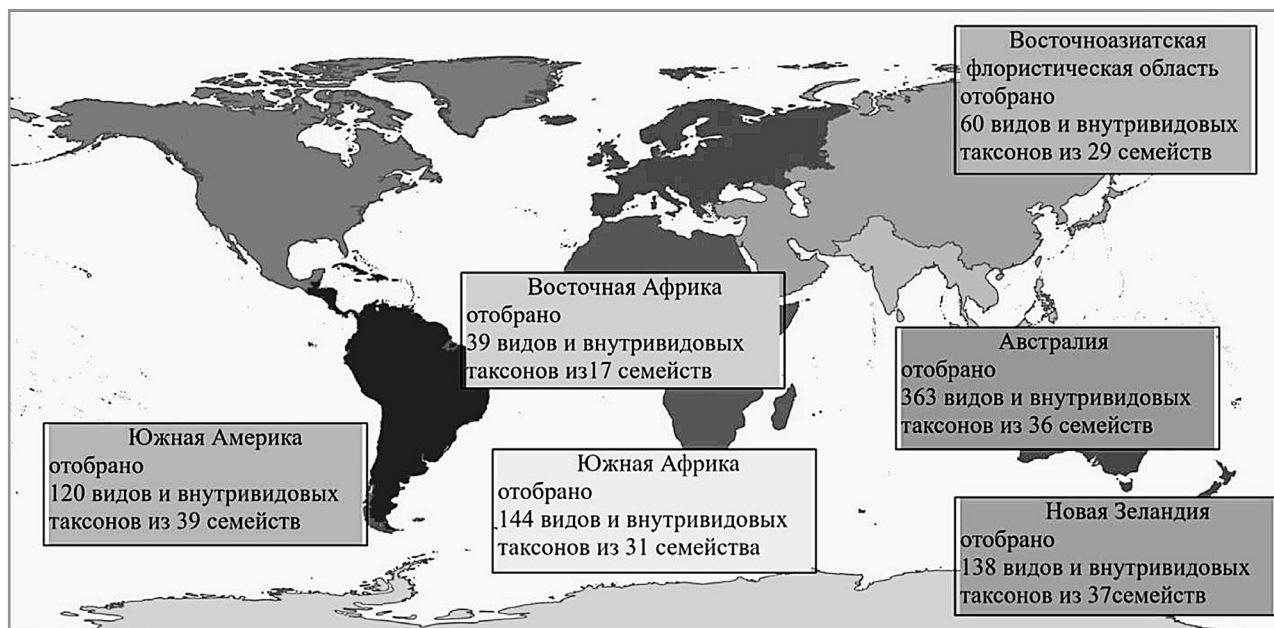 Восточноазиатская
флористическая область
отобрано
60 видов и внутривидовых
таксонов из 29 семейств
Восточная Африка
отобрано
39 видов и внутривидовых
таксонов из17 семейств
Австралия
отобрано
363 видов и внутривидовых
таксонов из 36 семейств
Южная Америка
отобрано
120 видов и внутривидовых
таксонов из 39 семейств
Южная Африка
отобрано
144 видов и внутривидовых
таксонов из 31 семейства
Новая Зеландия
отобрано
138 видов и внутривидовых
таксонов из 37семейств